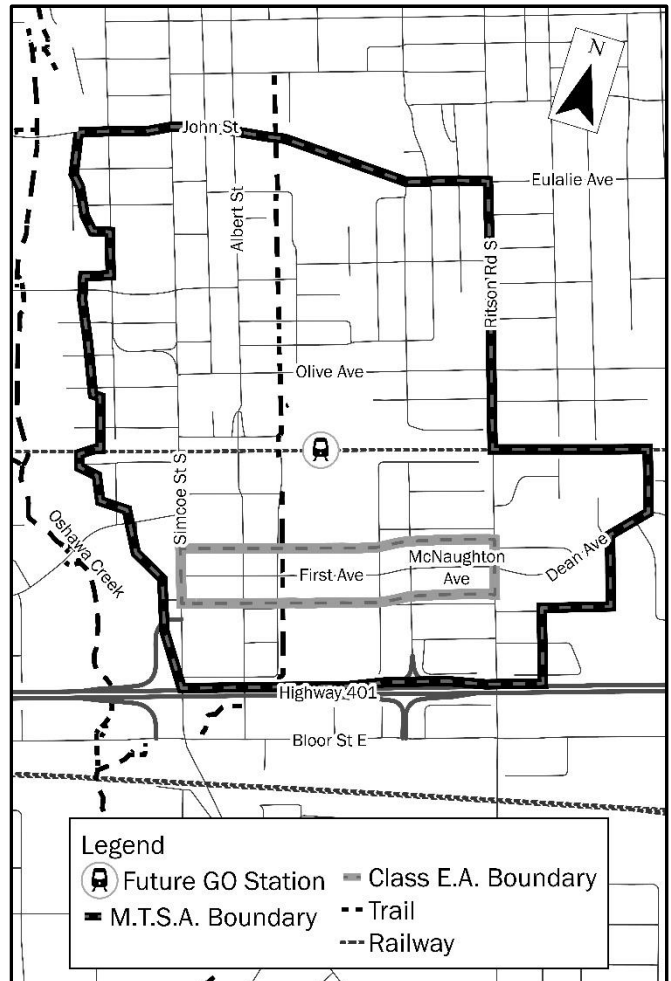 N
John St
Eulalie Ave
Albert St
Ritson Rd S
Olive Ave
Simcoe St S
Oshawa Creek
First Ave
McNaughton
Ave
Dean Ave
Highway 401
Bloor St E
Legend
Future GO Station
Class E.A. Boundary
M.T.S.A. Boundary
Trail
Railway